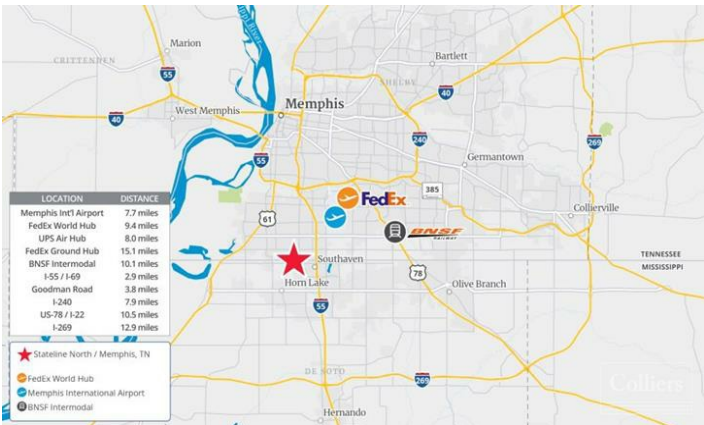 Marion
CRITTENDEN
55
Bartlett
SHELBY
40
Memphis
West Memphis
40
240
269
55
Germantown
385
FedEx
Collierville
61
BNSF
RAILWAY
Southaven
78
TENNESSEE
MISSISSIPPI
Horn Lake
Olive Branch
55
DE SOTO
269
Hernando
LOCATION DISTANCE
Memphis Int'l Airport 7.7 miles
FedEx World Hub 9.4 miles
UPS Air Hub 8.0 miles
FedEx Ground Hub 15.1 miles
BNSF Intermodal 10.1 miles
I-55 / I-69 2.9 miles
Goodman Road 3.8 miles
I-240 7.9 miles
US-78 / I-22 10.5 miles
I-269 12.9 miles
Stateline North / Memphis, TN
FedEx World Hub
Memphis International Airport
BNSF Intermodal
Colliers